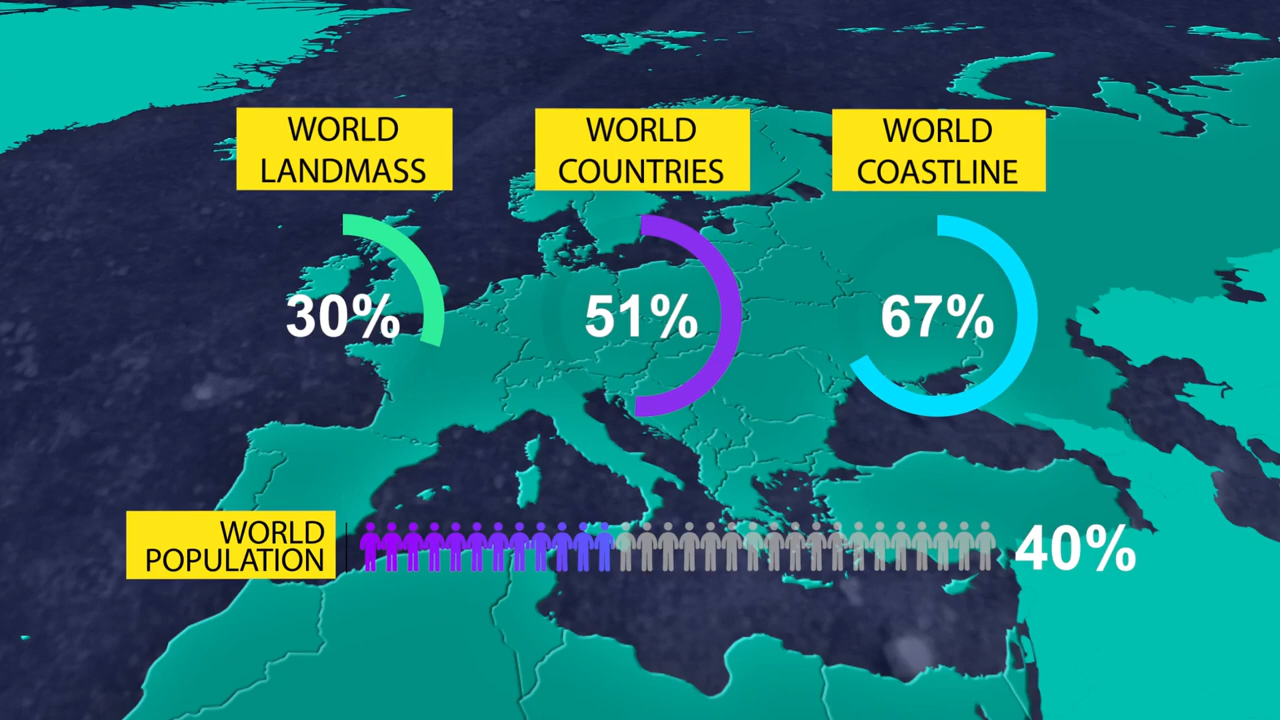 WORLD
LANDMASS
WORLD
COUNTRIES
WORLD
COASTLINE
30%
51%
67%
WORLD
POPULATION
40%